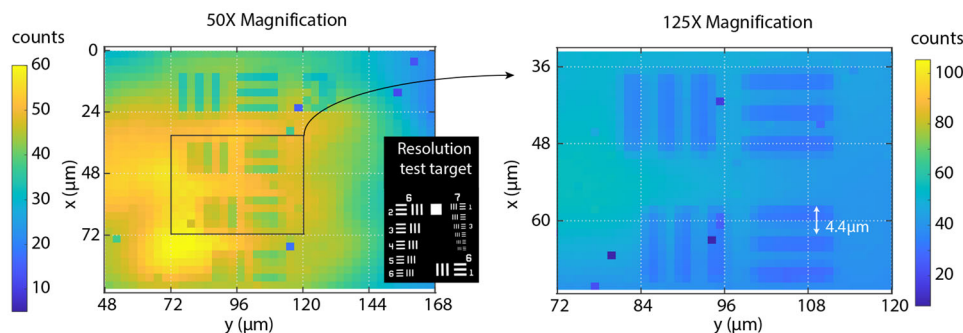 50X Magnification
125X Magnification
counts
counts
60
50
40
30
20
10
0
24
48
72
x (μm)
48 72 96 120 144 168
y (μm)
Resolution
test target
6 7
2 1
3 3
4
5 6
6 1
100
80
60
40
20
36
48
60
x (μm)
4.4μm
72 84 96 108 120
y (μm)